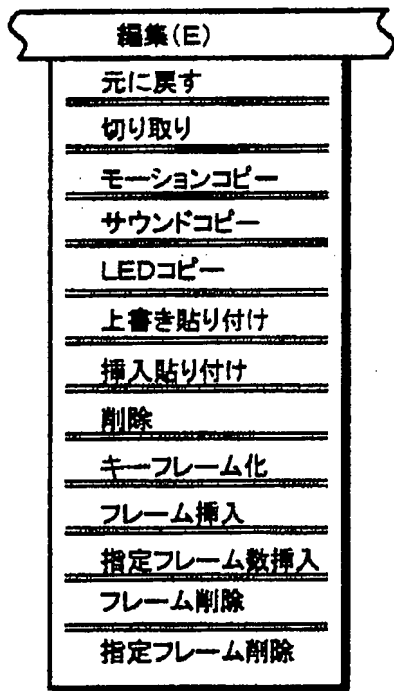 編集(E)
元に戻す
切り取り
モーションコピー
サウンドコピー
LEDコピー
上書き貼り付け
挿入貼り付け
削除
キーフレーム化
フレーム挿入
指定フレーム数挿入
フレーム削除
指定フレーム削除